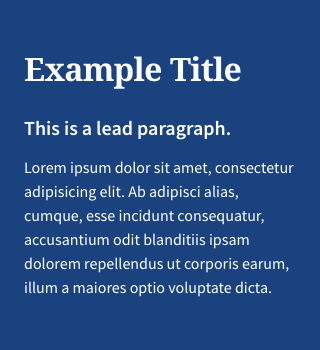 Example Title
This is a lead paragraph.
Lorem ipsum dolor sit amet, consectetur
adipisicing elit. Ab adipisci alias,
cumque, esse incidunt consequatur,
accusantium odit blanditiis ipsam
dolorem repellendus ut corporis earum,
illum a maiores optio voluptate dicta.